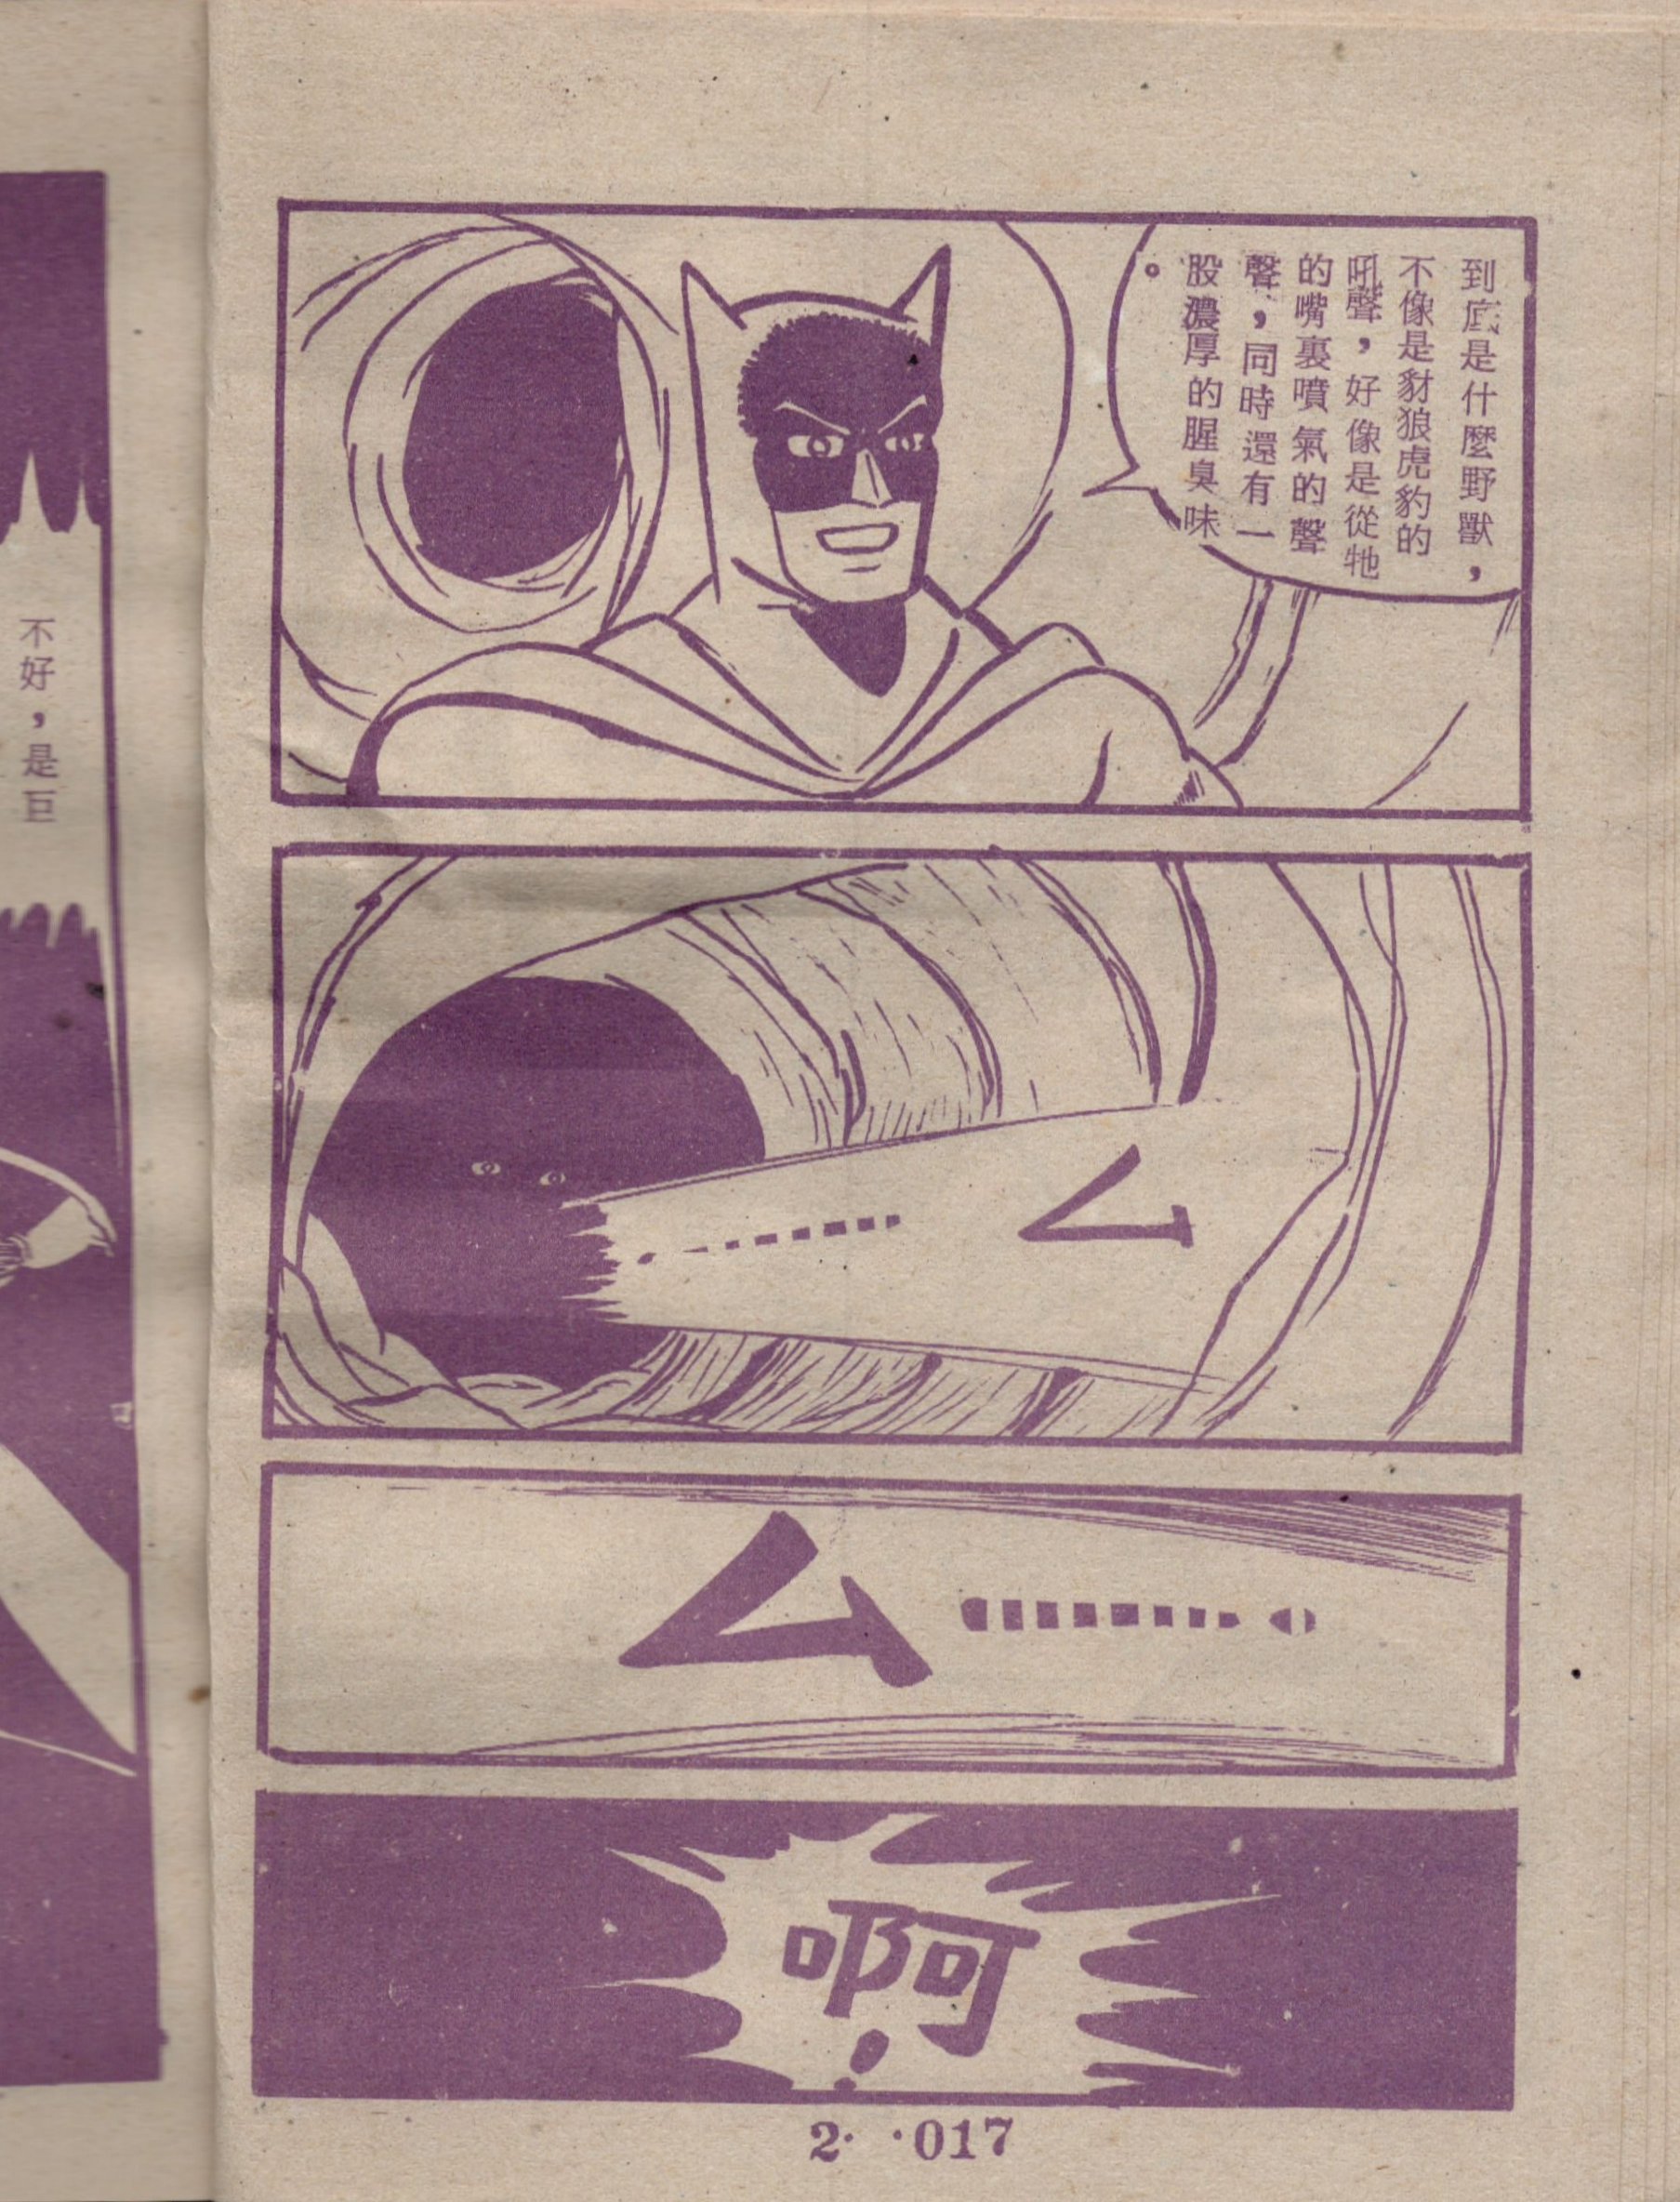 到底是什麼野獸，
不像是豺狼虎豹的
吼聲，好像是從牠
的嘴裏噴氣的聲
聲，同時還有一
股濃厚的腥臭味
。
ㄙ
ㄙ
啊！
2··017
不好，是巨